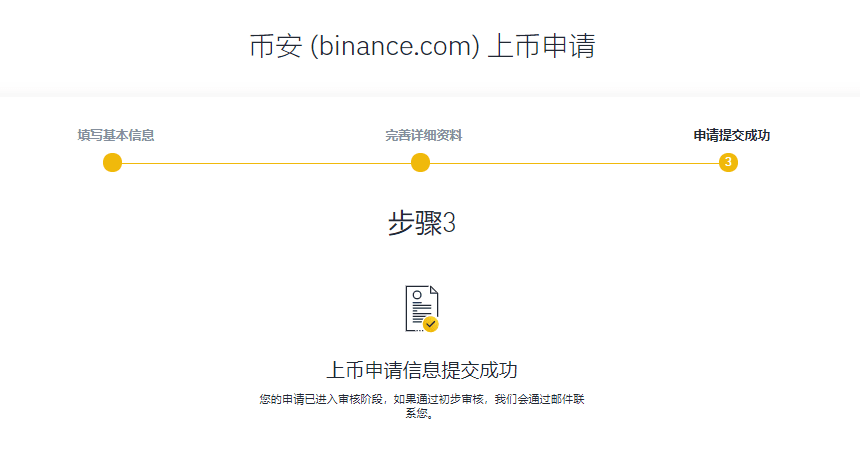 币安 (binance.com) 上币申请
填写基本信息
完善详细资料
申请提交成功
3
步骤3
上币申请信息提交成功
您的申请已进入审核阶段，如果通过初步审核，我们会通过邮件联
系您。